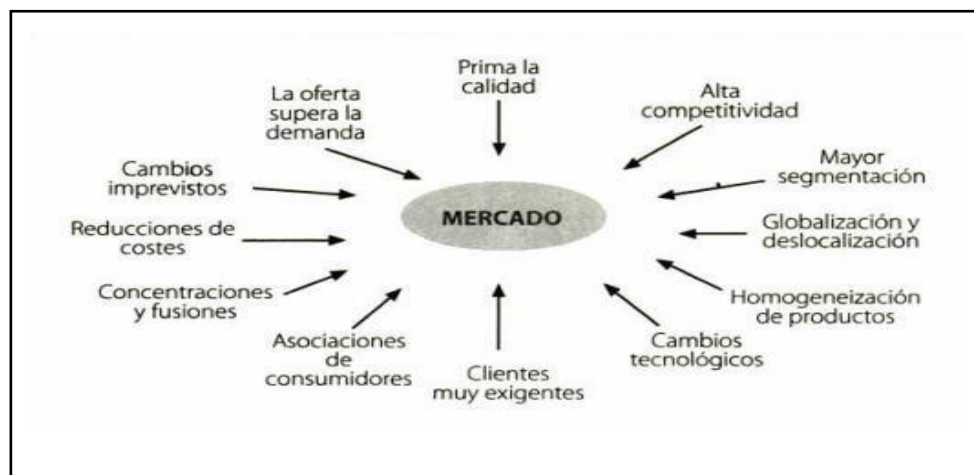 Prima la
calidad
Alta
competitividad
La oferta
supera la
demanda
Mayor
segmentación
Cambios
imprevistos
MERCADO
Globalización y
deslocalización
Reducciones de
costes
Homogeneización
de productos
Concentraciones
y fusiones
Cambios
tecnológicos
Asociaciones
de
consumidores
Clientes
muy exigentes